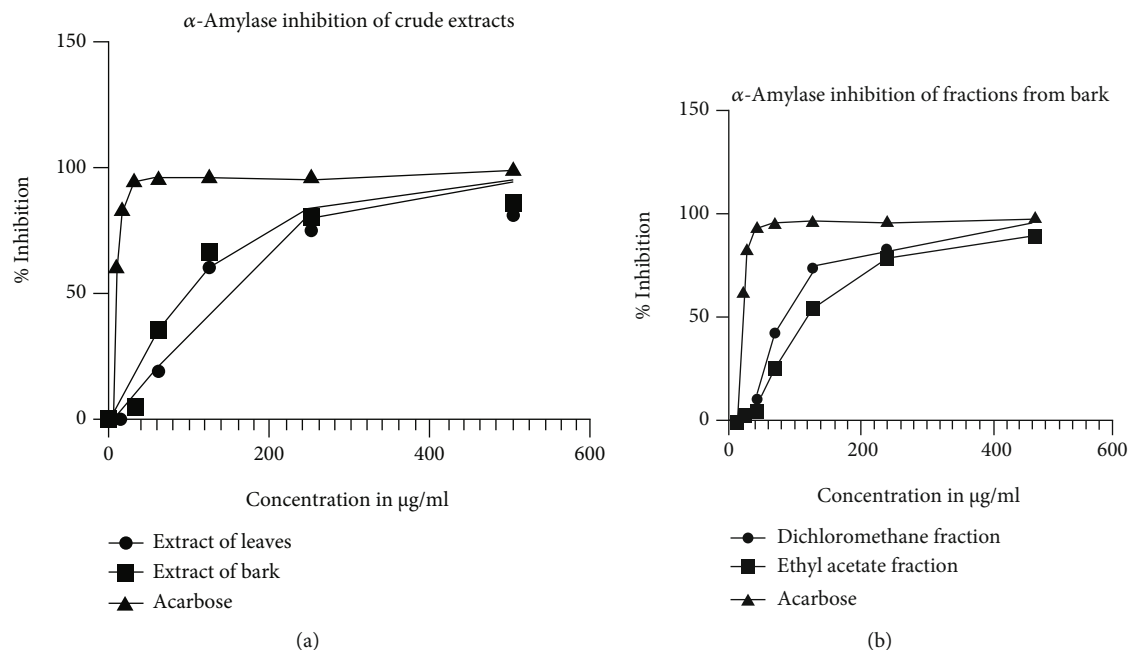 α-Amylase inhibition of crude extracts
150
100
50
0
% Inhibition
0 200 400 600
Concentration in µg/ml
Extract of leaves
Extract of bark
Acarbose
(a)
α-Amylase inhibition of fractions from bark
150
100
50
0
% Inhibition
0 200 400 600
Concentration in µg/ml
Dichloromethane fraction
Ethyl acetate fraction
Acarbose
(b)